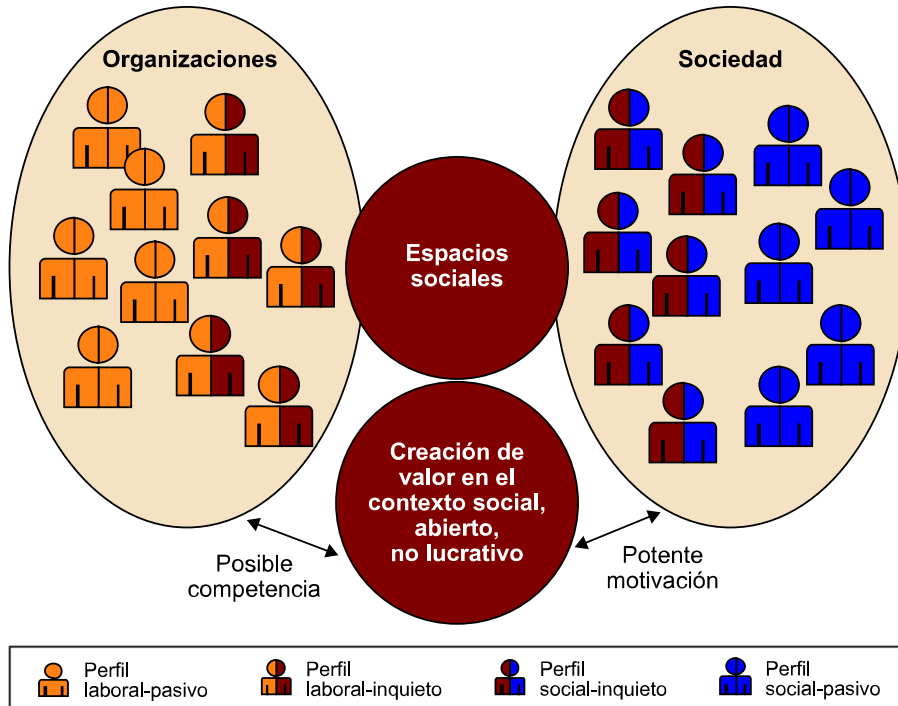 Organizaciones
Sociedad
Espacios
sociales
Creación de
valor en el
contexto social,
abierto,
no lucrativo
Posible
competencia
Potente
motivación
Perfil
laboral-pasivo
Perfil
laboral-inquieto
Perfil
social-inquieto
Perfil
social-pasivo